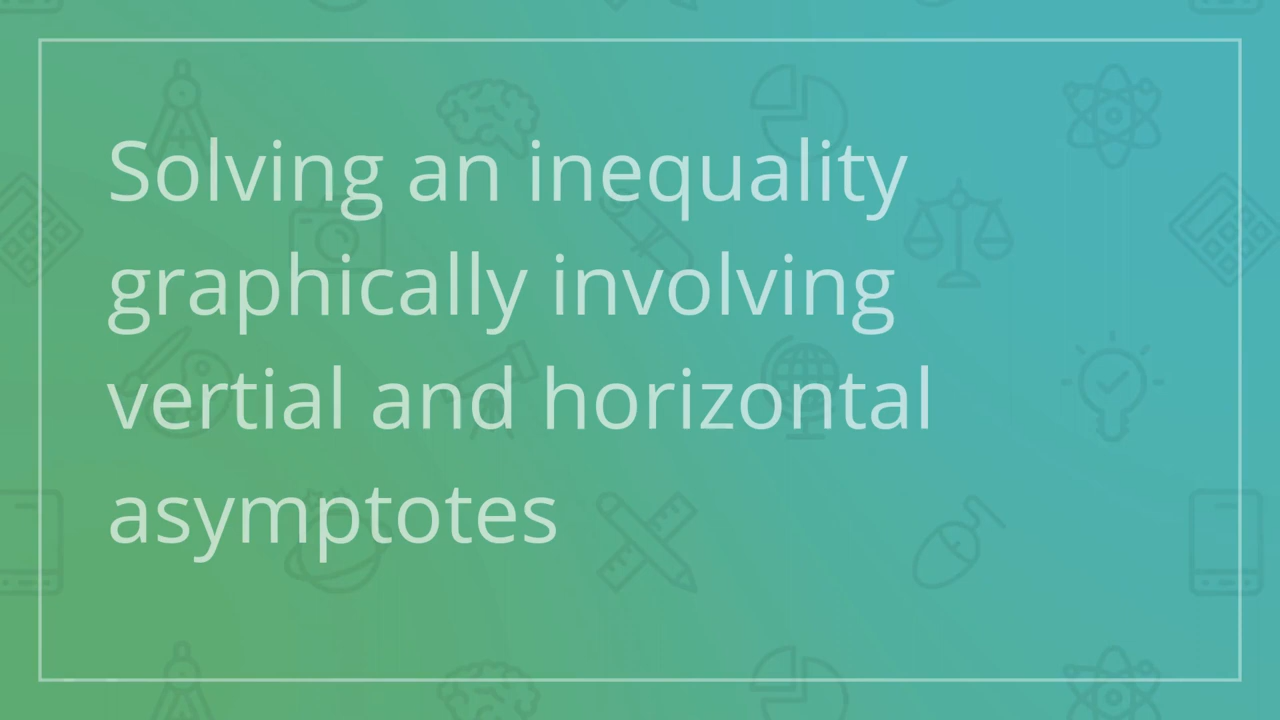 Solving an inequality
graphically involving
vertial and horizontal
asymptotes